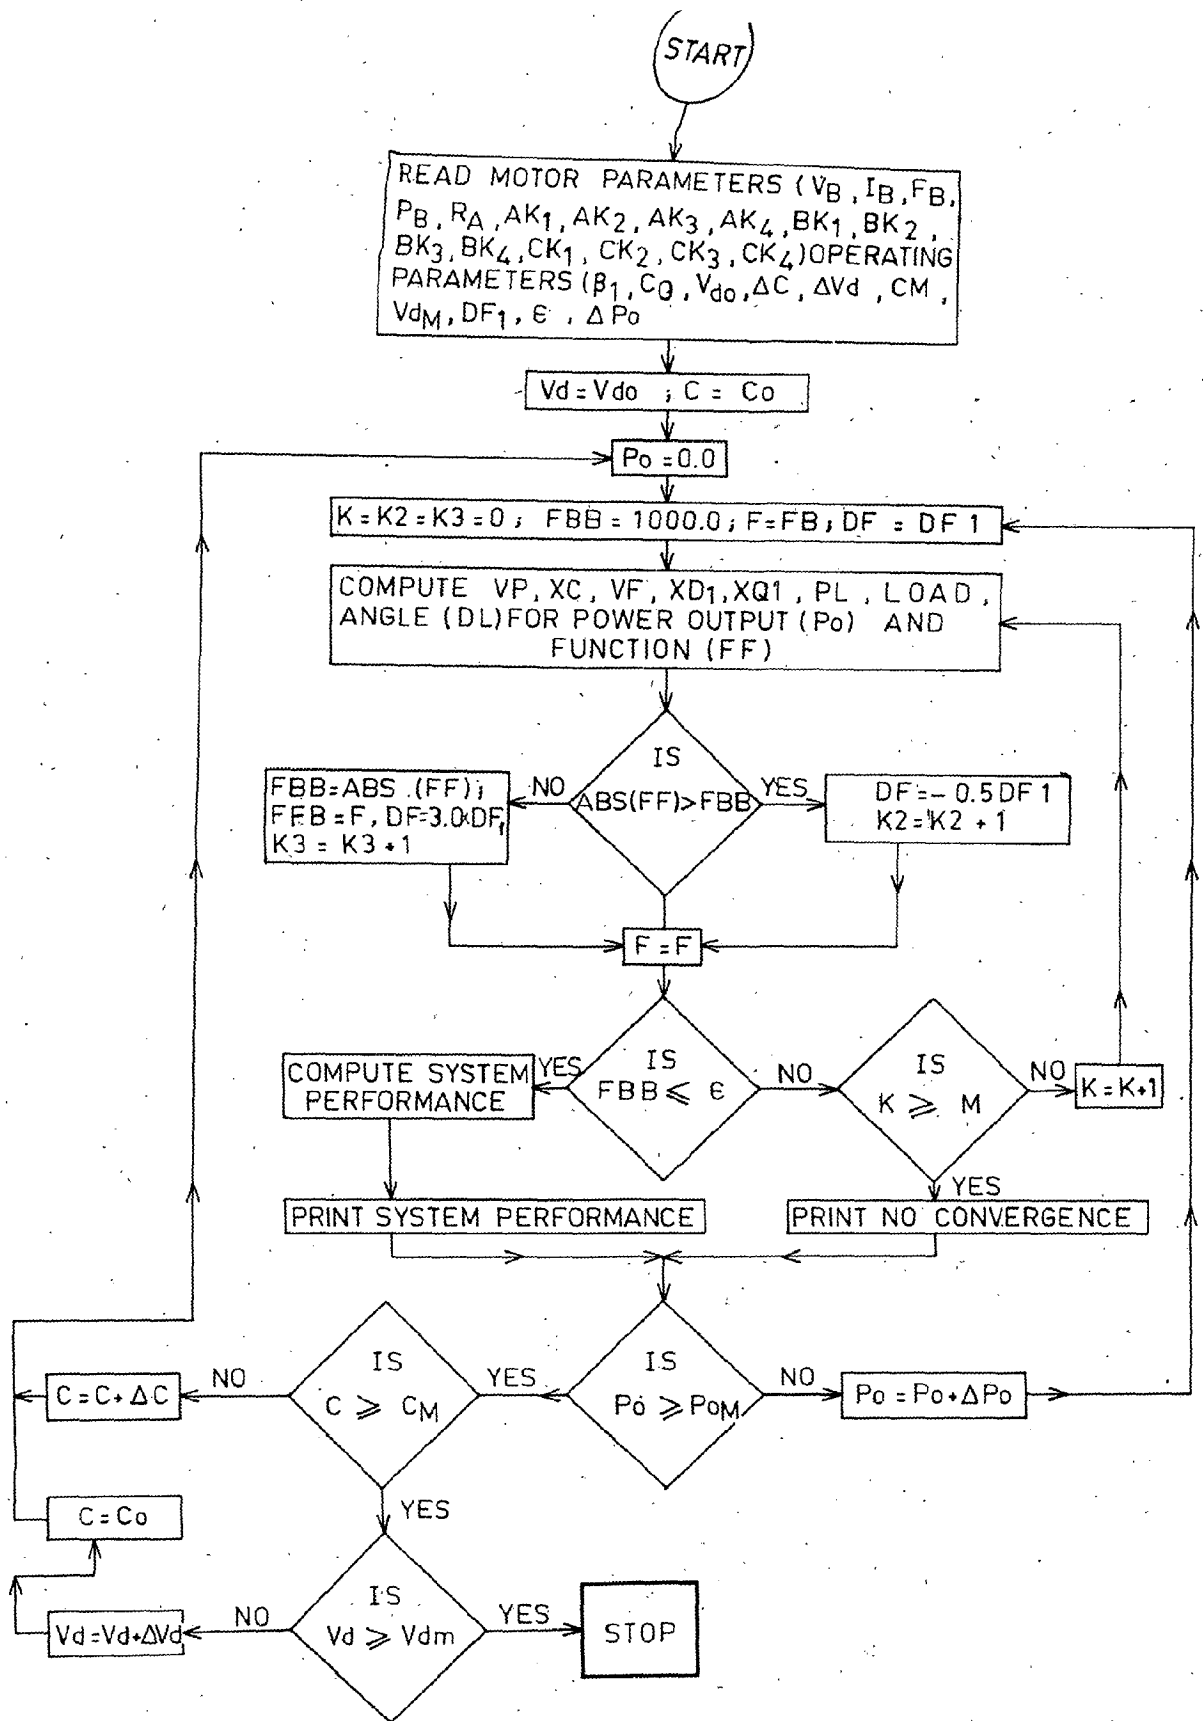 START
READ MOTOR PARAMETERS (VB, IB, FB,
PB, RA, AK1, AK2, AK3, AK4, BK1, BK2,
BK3, BK4, CK1, CK2, CK3, CK4) OPERATING
PARAMETERS (β1, CO, Vdo, ΔC, ΔVd, CM,
VdM, DF1, ϵ, ΔPo
Vd = Vdo ; C = Co
Po = 0.0
K = K2 = K3 = 0 ; FBB = 1000.0 ; F = FB ; DF = DF 1
COMPUTE VP, XC, VF, XD1, XQ1, PL, LOAD,
ANGLE (DL) FOR POWER OUTPUT (Po) AND
FUNCTION (FF)
IS
ABS(FF) > FBB
NO
YES
FBB = ABS.(FF);
FFB = F, DF = 3.0.DF,
K3 = K3 + 1
DF = - 0.5 DF 1
K2 = K2 + 1
F = F
IS
FBB ⩽ ϵ
YES
NO
COMPUTE SYSTEM
PERFORMANCE
IS
K ⩾ M
NO
K = K+1
YES
PRINT SYSTEM PERFORMANCE
PRINT NO CONVERGENCE
IS
Po ⩾ PoM
YES
NO
Po = Po + ΔPo
IS
C ⩾ CM
NO
C = C + ΔC
YES
C = Co
IS
Vd ⩾ Vdm
NO
Vd = Vd + ΔVd
YES
STOP